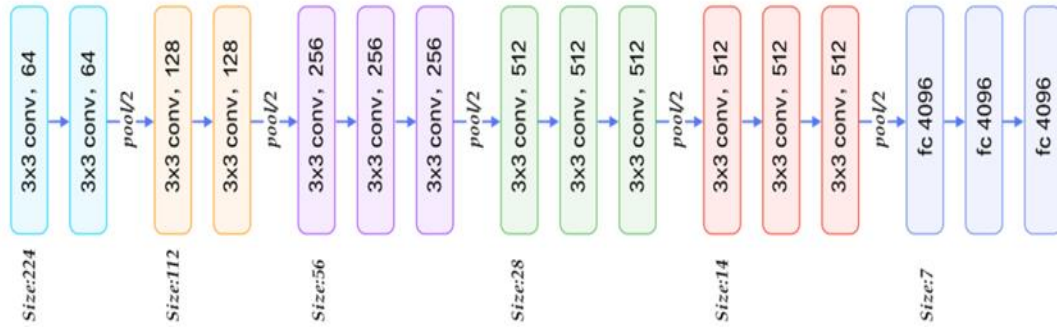 Size:224
3x3 conv, 64
3x3 conv, 64
pool/2
Size:112
3x3 conv, 128
3x3 conv, 128
pool/2
Size:56
3x3 conv, 256
3x3 conv, 256
3x3 conv, 256
pool/2
Size:28
3x3 conv, 512
3x3 conv, 512
3x3 conv, 512
pool/2
Size:14
3x3 conv, 512
3x3 conv, 512
3x3 conv, 512
pool/2
Size:7
fc 4096
fc 4096
fc 4096